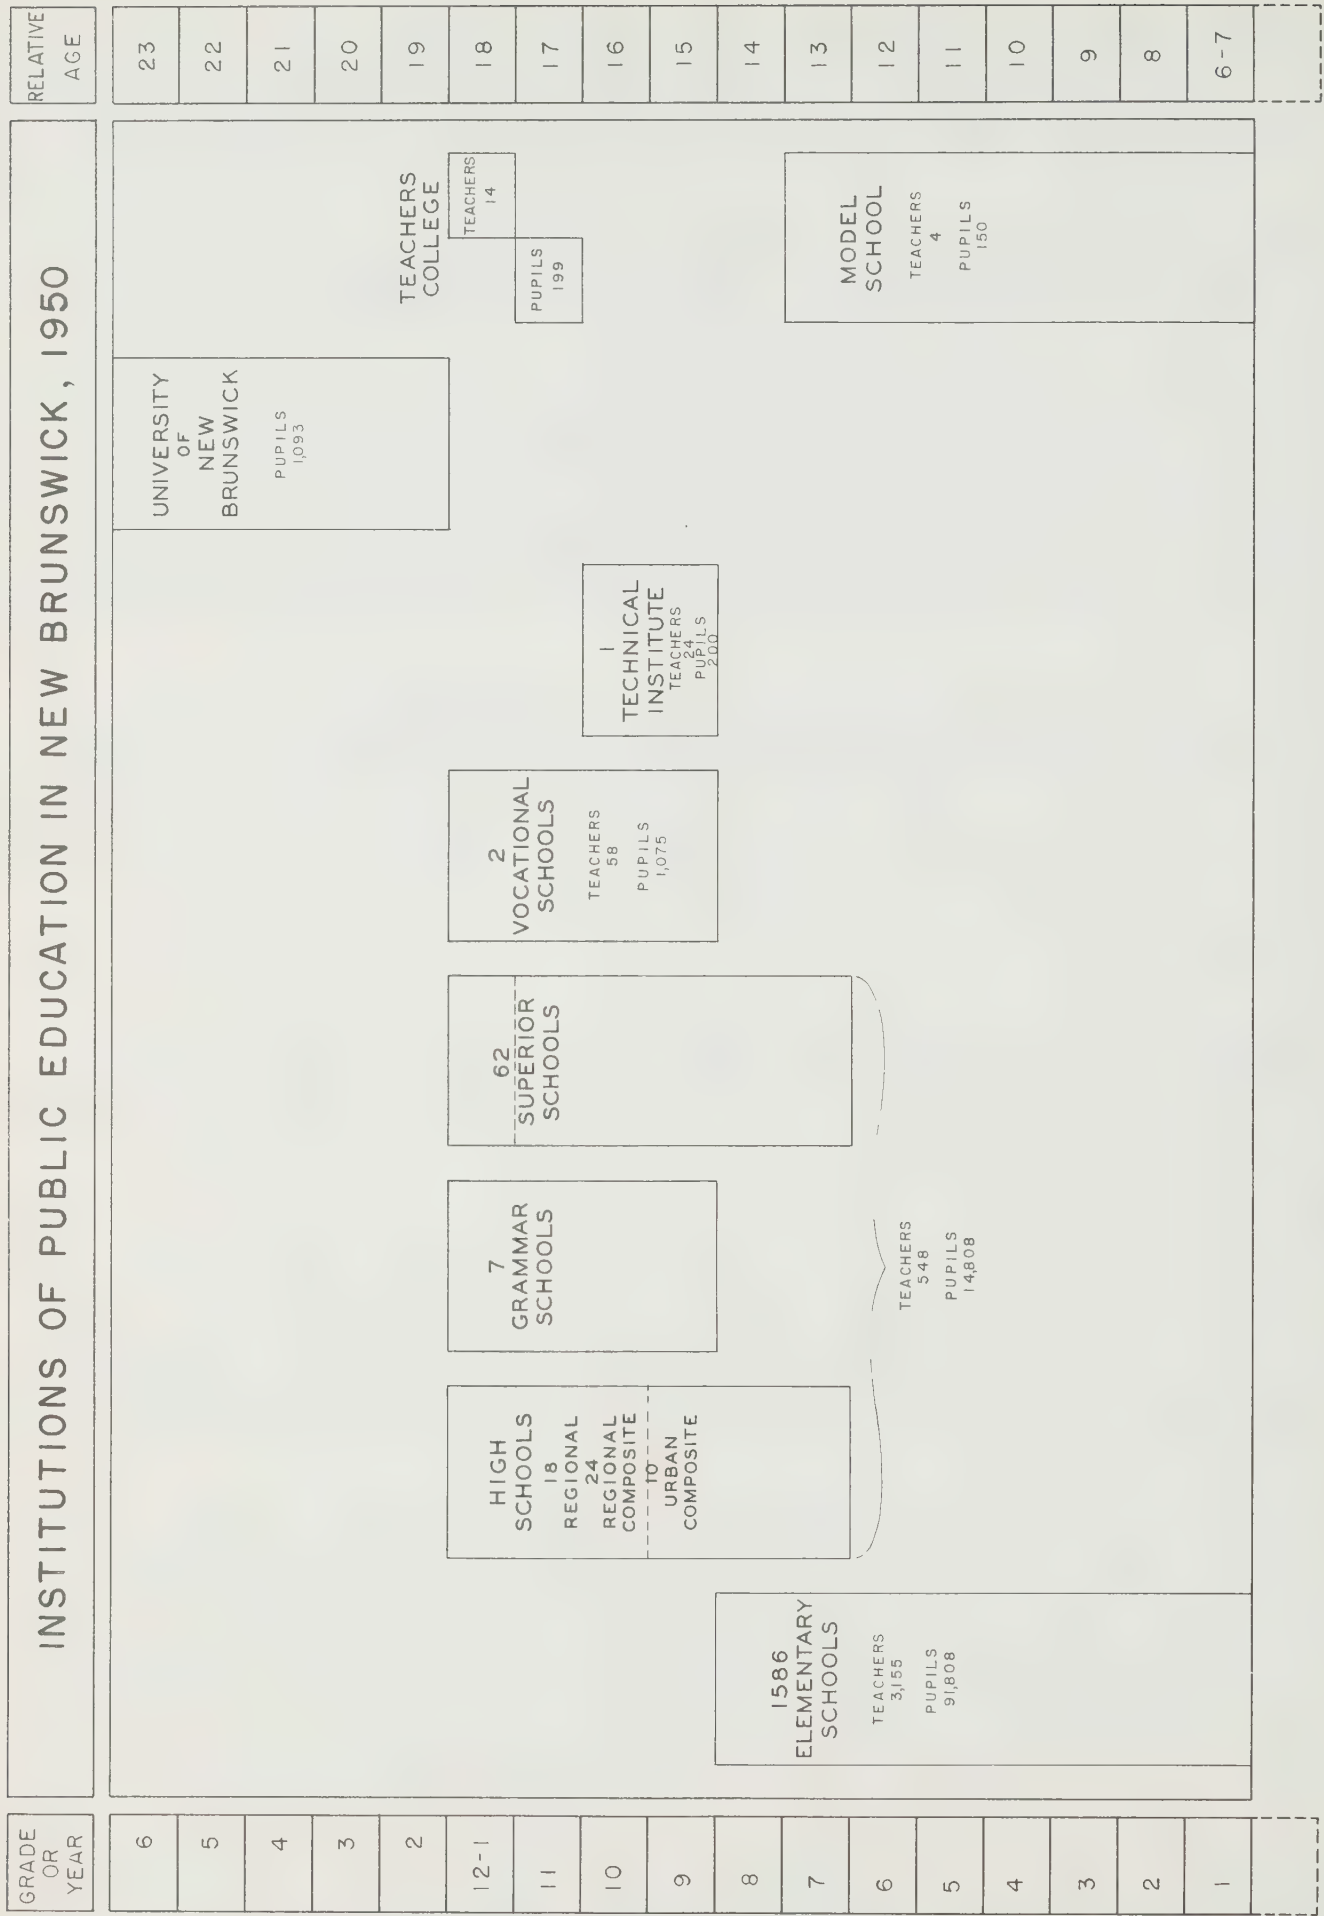 INSTITUTIONS OF PUBLIC EDUCATION IN NEW BRUNSWICK, 1950
GRADE
OR
YEAR
6
5
4
3
2
12-1
11
10
9
8
7
6
5
4
3
2
1
1586
ELEMENTARY
SCHOOLS
TEACHERS
3,155
PUPILS
91,808
HIGH
SCHOOLS
18
REGIONAL
24
REGIONAL
COMPOSITE
10
URBAN
COMPOSITE
7
GRAMMAR
SCHOOLS
62
SUPERIOR
SCHOOLS
TEACHERS
548
PUPILS
14,808
2
VOCATIONAL
SCHOOLS
TEACHERS
58
PUPILS
1,075
1
TECHNICAL
INSTITUTE
TEACHERS
24
PUPILS
200
UNIVERSITY
OF
NEW
BRUNSWICK
PUPILS
1,093
TEACHERS
COLLEGE
TEACHERS
14
PUPILS
199
MODEL
SCHOOL
TEACHERS
4
PUPILS
150
RELATIVE
AGE
23
22
21
20
19
18
17
16
15
14
13
12
11
10
9
8
6-7